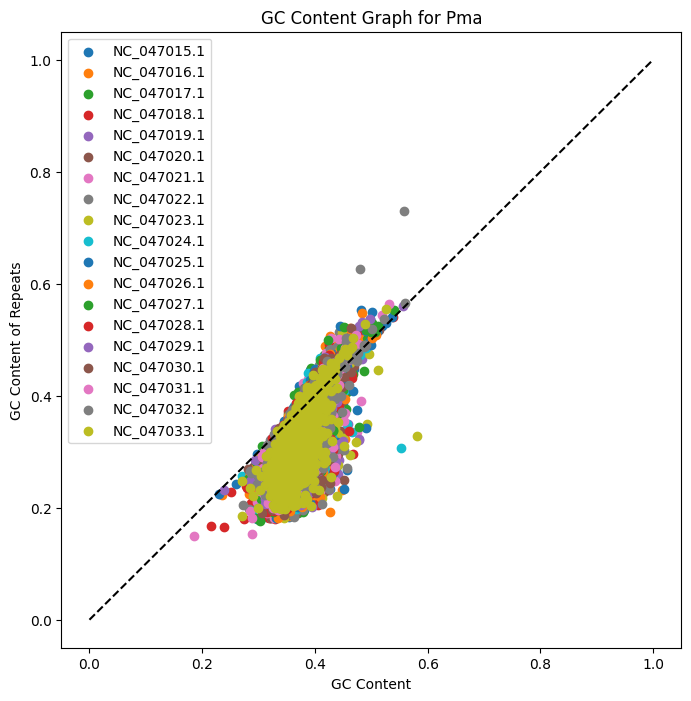 GC Content Graph for Pma
NC_047015.1
NC_047016.1
NC_047017.1
NC_047018.1
NC_047019.1
NC_047020.1
NC_047021.1
NC_047022.1
NC_047023.1
NC_047024.1
NC_047025.1
NC_047026.1
NC_047027.1
NC_047028.1
NC_047029.1
NC_047030.1
NC_047031.1
NC_047032.1
NC_047033.1
GC Content of Repeats
1.0
0.8
0.6
0.4
0.2
0.0
0.0 0.2 0.4 0.6 0.8 1.0
GC Content